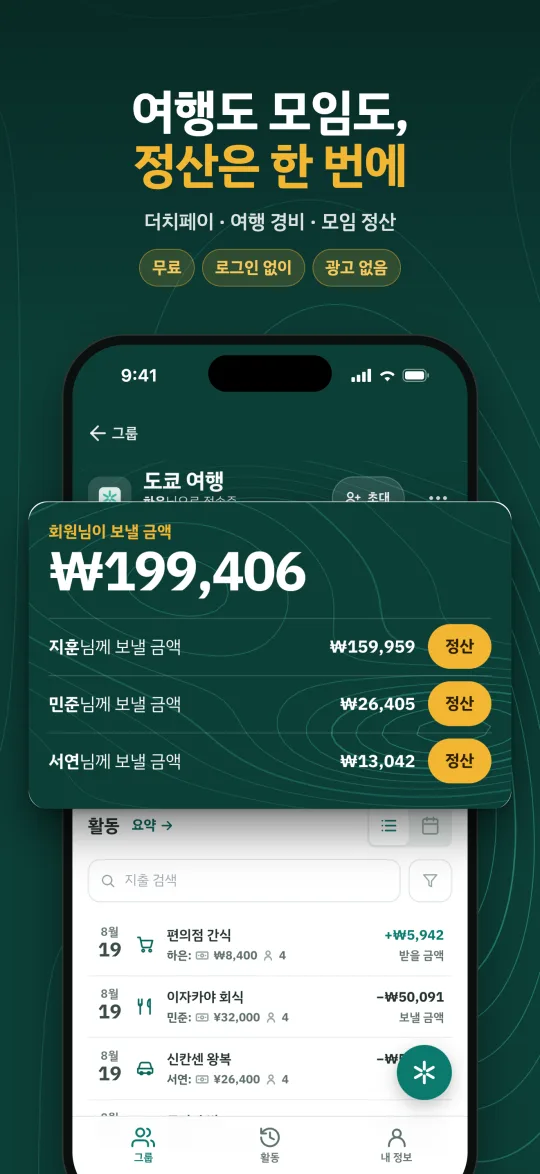 여행도 모임도,
정산은 한 번에
더치페이 · 여행 경비 · 모임 정산
무료 로그인 없이 광고 없음
9:41
← 그룹
도쿄 여행
초대
회원님이 보낼 금액
₩199,406
지훈님께 보낼 금액 ₩159,959 정산
민준님께 보낼 금액 ₩26,405 정산
서연님께 보낼 금액 ₩13,042 정산
활동 요약 →
지출 검색
8월 19 편의점 간식 +₩5,942
하은: ₩8,400 4 받을 금액
8월 19 이자카야 회식 -₩50,091
민준: ¥32,000 4 보낼 금액
8월 19 신칸센 왕복
서연: ¥26,400 4
그룹 활동 내 정보